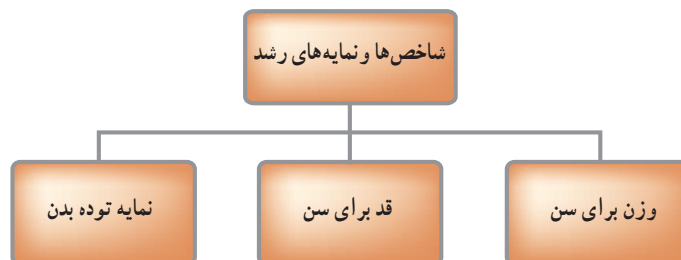 شاخص‌ها و نمایه‌های رشد
وزن برای سن
قد برای سن
نمایه توده بدن